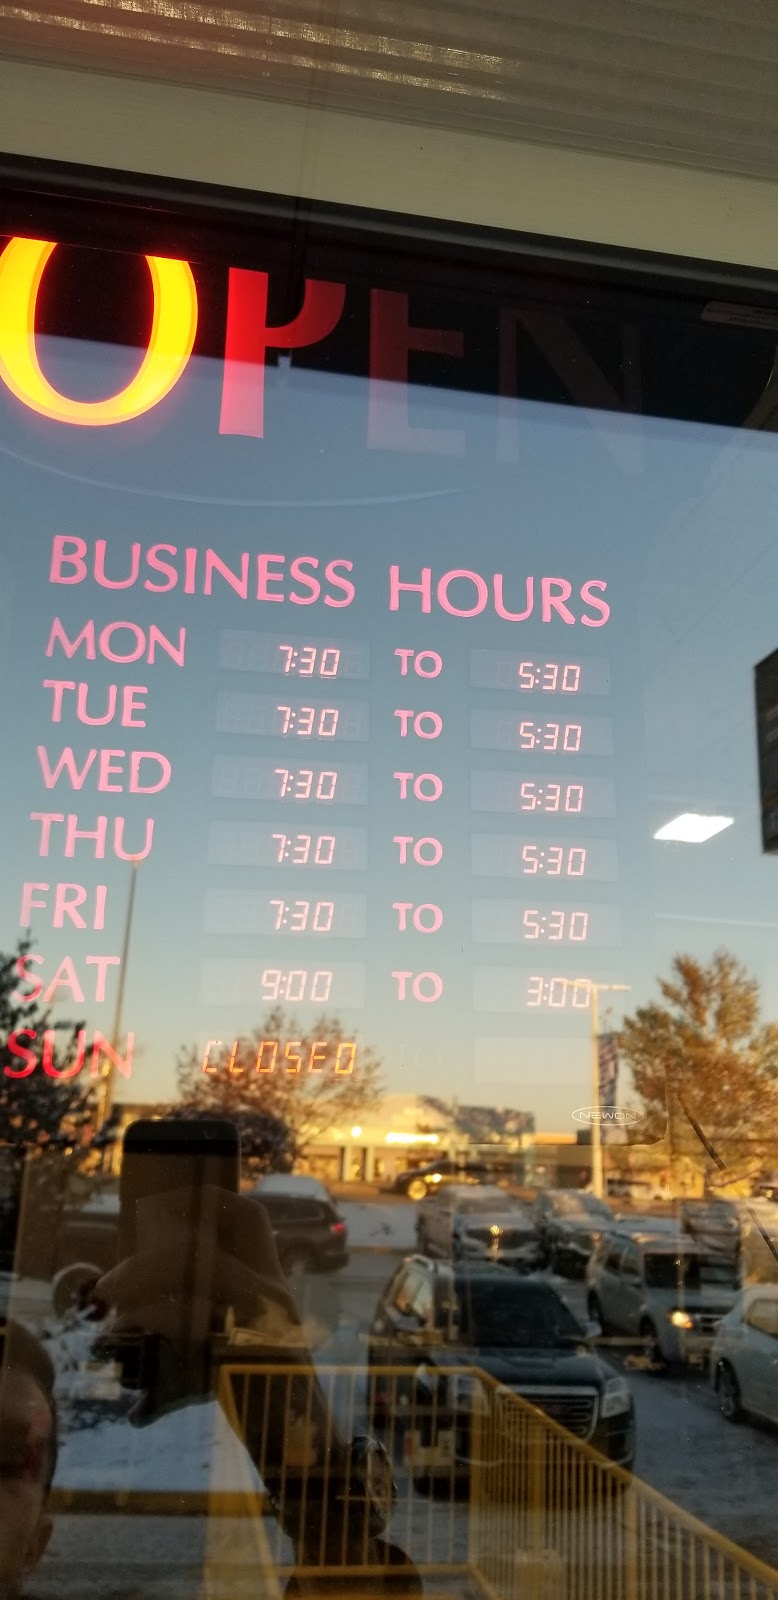 OPEN
BUSINESS HOURS
MON 7:30 TO 5:30
TUE 7:30 TO 5:30
WED 7:30 TO 5:30
THU 7:30 TO 5:30
FRI 7:30 TO 5:30
SAT 9:00 TO 3:00
SUN CLOSED TO
NEWON